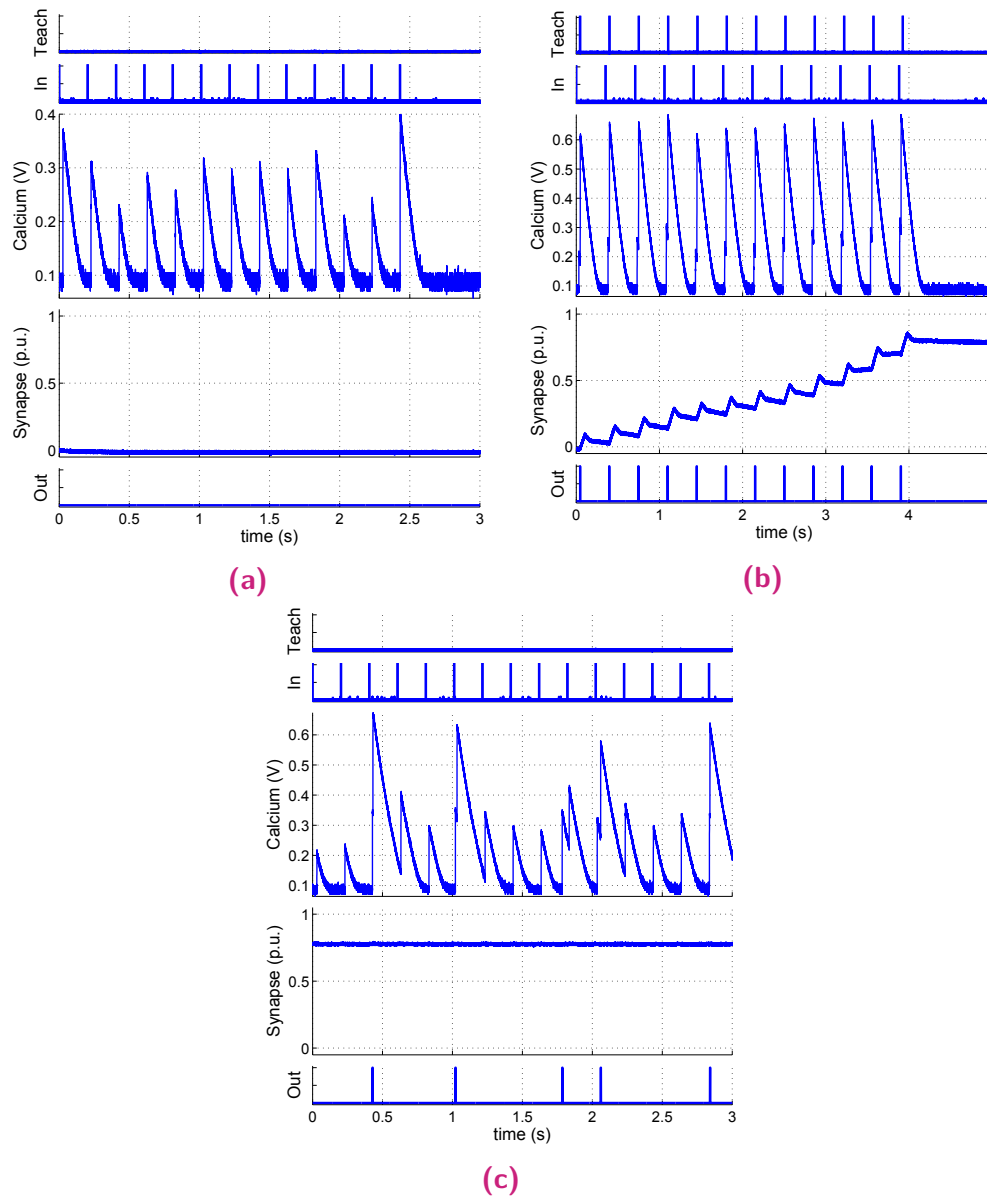 Teach
In
Calcium (V)
0.4
0.3
0.2
0.1
Synapse (p.u.)
1
0.5
0
Out
0 0.5 1 1.5 2 2.5 3
time (s)
(a)
Teach
In
Calcium (V)
0.6
0.5
0.4
0.3
0.2
0.1
Synapse (p.u.)
1
0.5
0
Out
0 1 2 3 4
time (s)
(b)
Teach
In
Calcium (V)
0.6
0.5
0.4
0.3
0.2
0.1
Synapse (p.u.)
1
0.5
0
Out
0 0.5 1 1.5 2 2.5 3
time (s)
(c)